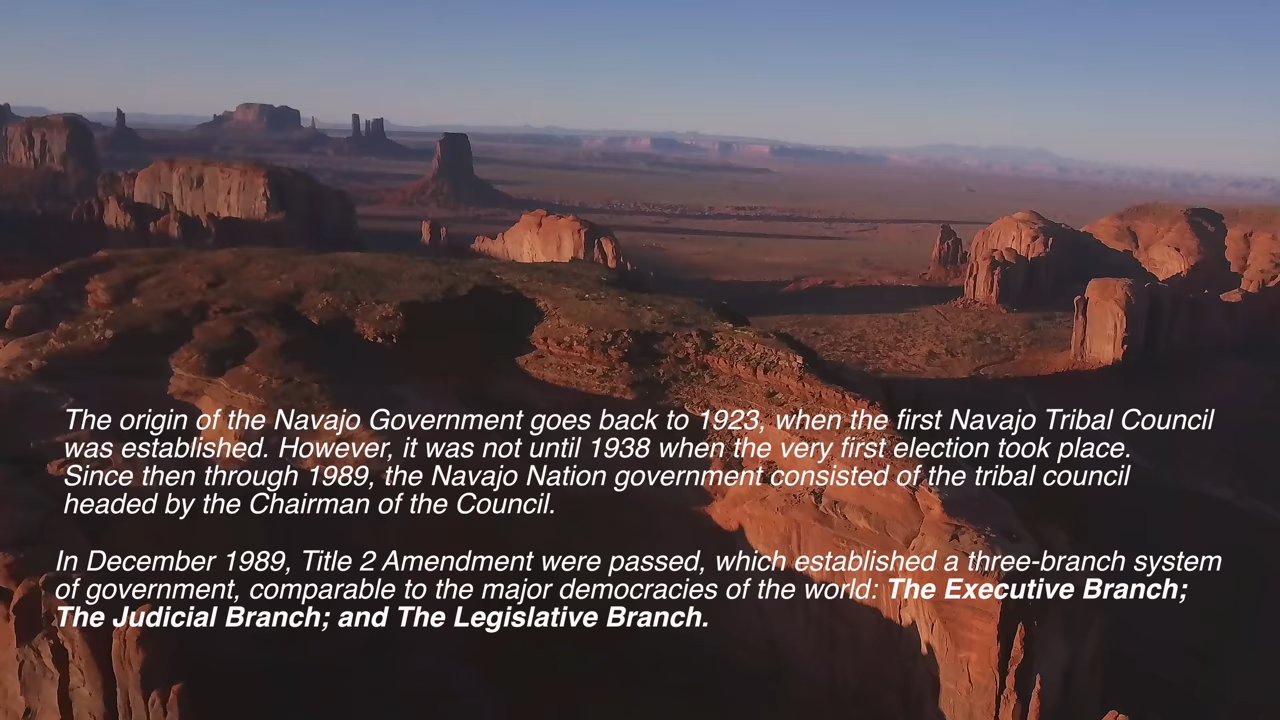 The origin of the Navajo Government goes back to 1923, when the first Navajo Tribal Council
was established. However, it was not until 1938 when the very first election took place.
Since then through 1989, the Navajo Nation government consisted of the tribal council
headed by the Chairman of the Council.
In December 1989, Title 2 Amendment were passed, which established a three-branch system
of government, comparable to the major democracies of the world: The Executive Branch;
The Judicial Branch; and The Legislative Branch.